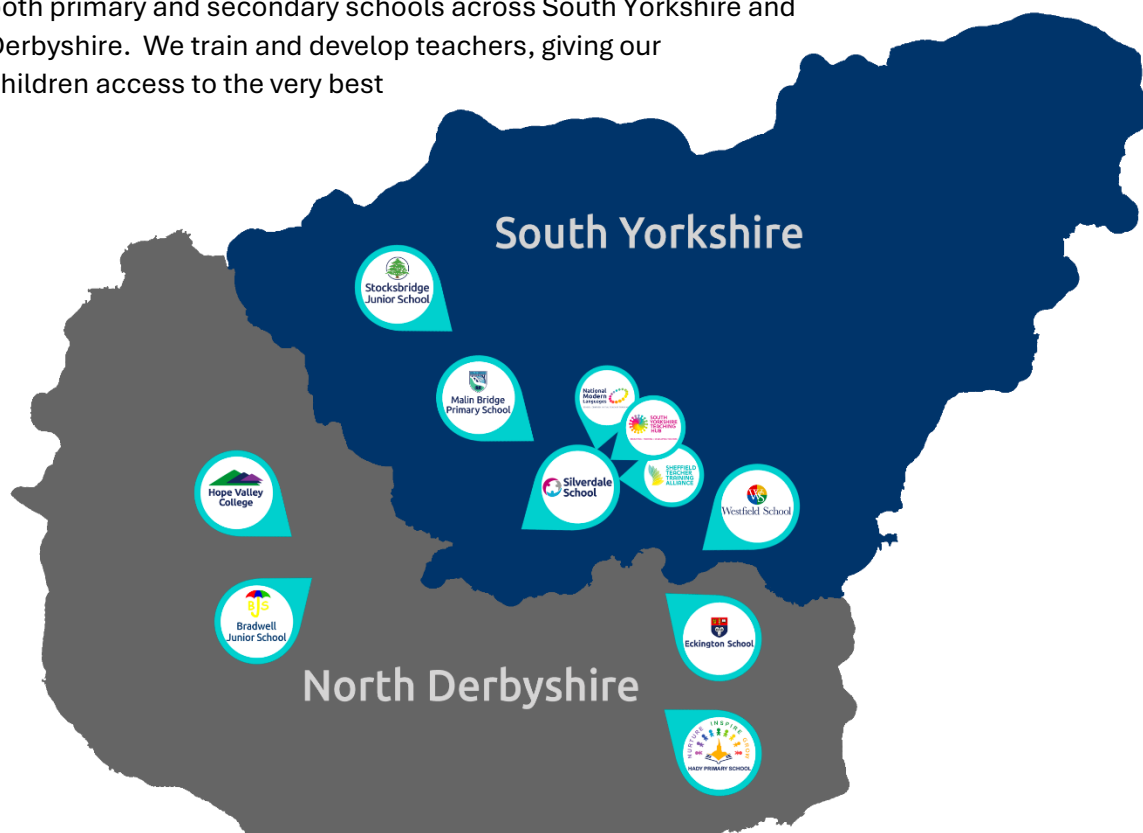 both primary and secondary schools across South Yorkshire and
Derbyshire. We train and develop teachers, giving our
children access to the very best
South Yorkshire
Stocksbridge
Junior School
Malin Bridge
Primary School
National
Modern
Languages
SOUTH
YORKSHIRE
TEACHING
HUB
Silverdale
School
SHEFFIELD
TEACHER
TRAINING
ALLIANCE
Hope Valley
College
WS
Westfield School
BJS
Bradwell
Junior School
Eckington School
North Derbyshire
NURTURE INSPIRE GROW
HADY PRIMARY SCHOOL